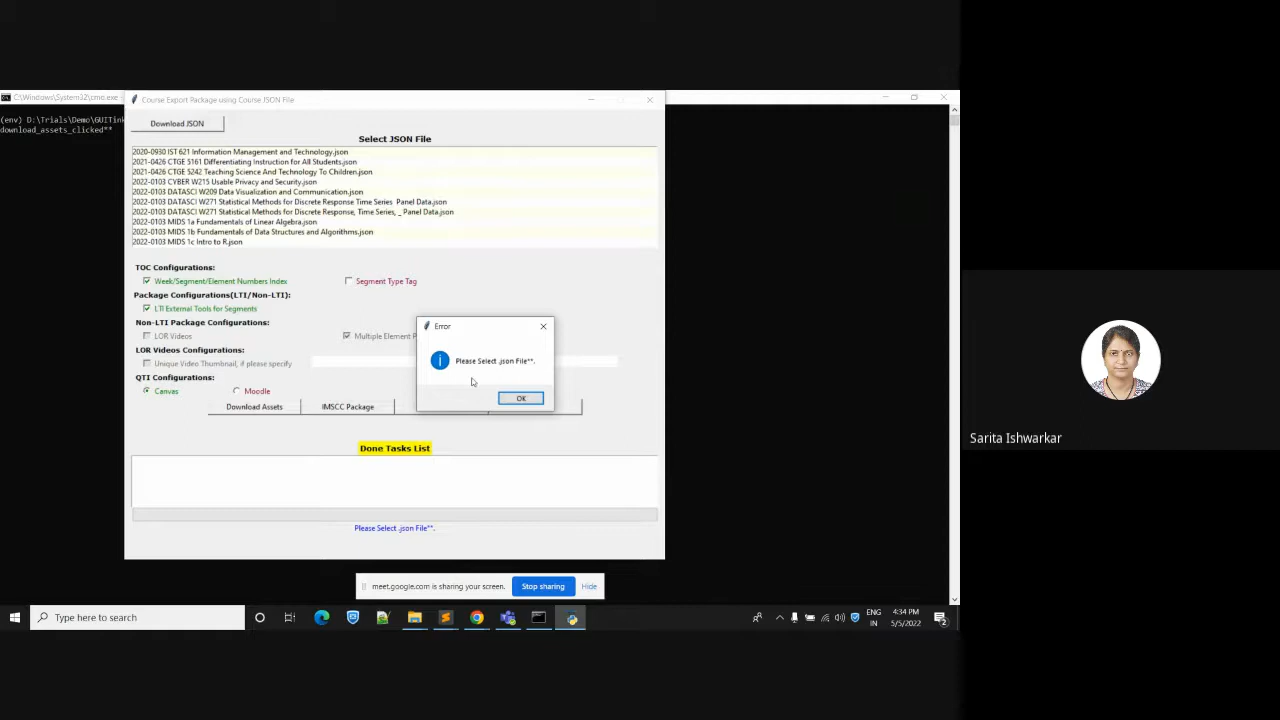 C:\Windows\System32\cmd.exe
(env) D:\Trials\Demo\GUITink
download_assets_clicked**
Course Export Package using Course JSON File
Download JSON
Select JSON File
2020-0930 IST 621 Information Management and Technology.json
2021-0426 CTGE 5161 Differentiating Instruction for All Students.json
2021-0426 CTGE 5242 Teaching Science And Technology To Children.json
2022-0103 CYBER W215 Usable Privacy and Security.json
2022-0103 DATASCI W209 Data Visualization and Communication.json
2022-0103 DATASCI W271 Statistical Methods for Discrete Response Time Series Panel Data.json
2022-0103 DATASCI W271 Statistical Methods for Discrete Response, Time Series, _ Panel Data.json
2022-0103 MIDS 1a Fundamentals of Linear Algebra.json
2022-0103 MIDS 1b Fundamentals of Data Structures and Algorithms.json
2022-0103 MIDS 1c Intro to R.json
TOC Configurations:
Week/Segment/Element Numbers Index
Segment Type Tag
Package Configurations(LTI/Non-LTI):
LTI External Tools for Segments
Non-LTI Package Configurations:
LOR Videos
Multiple Element P
LOR Videos Configurations:
Unique Video Thumbnail, if please specify
QTI Configurations:
Canvas
Moodle
Download Assets
IMSCC Package
Error
Please Select .json File**.
OK
Done Tasks List
Please Select .json File**.
meet.google.com is sharing your screen.
Stop sharing
Hide
Type here to search
ENG
IN
4:34 PM
5/5/2022
2
Sarita Ishwarkar